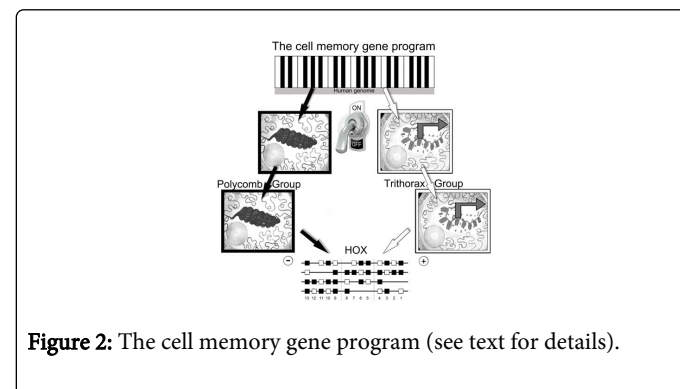 The cell memory gene program
Human genome
ON
OFF
Polycomb Group
Trithorax Group
HOX
− +
13 12 11 10 9 8 7 6 5 4 3 2 1
Figure 2: The cell memory gene program (see text for details).